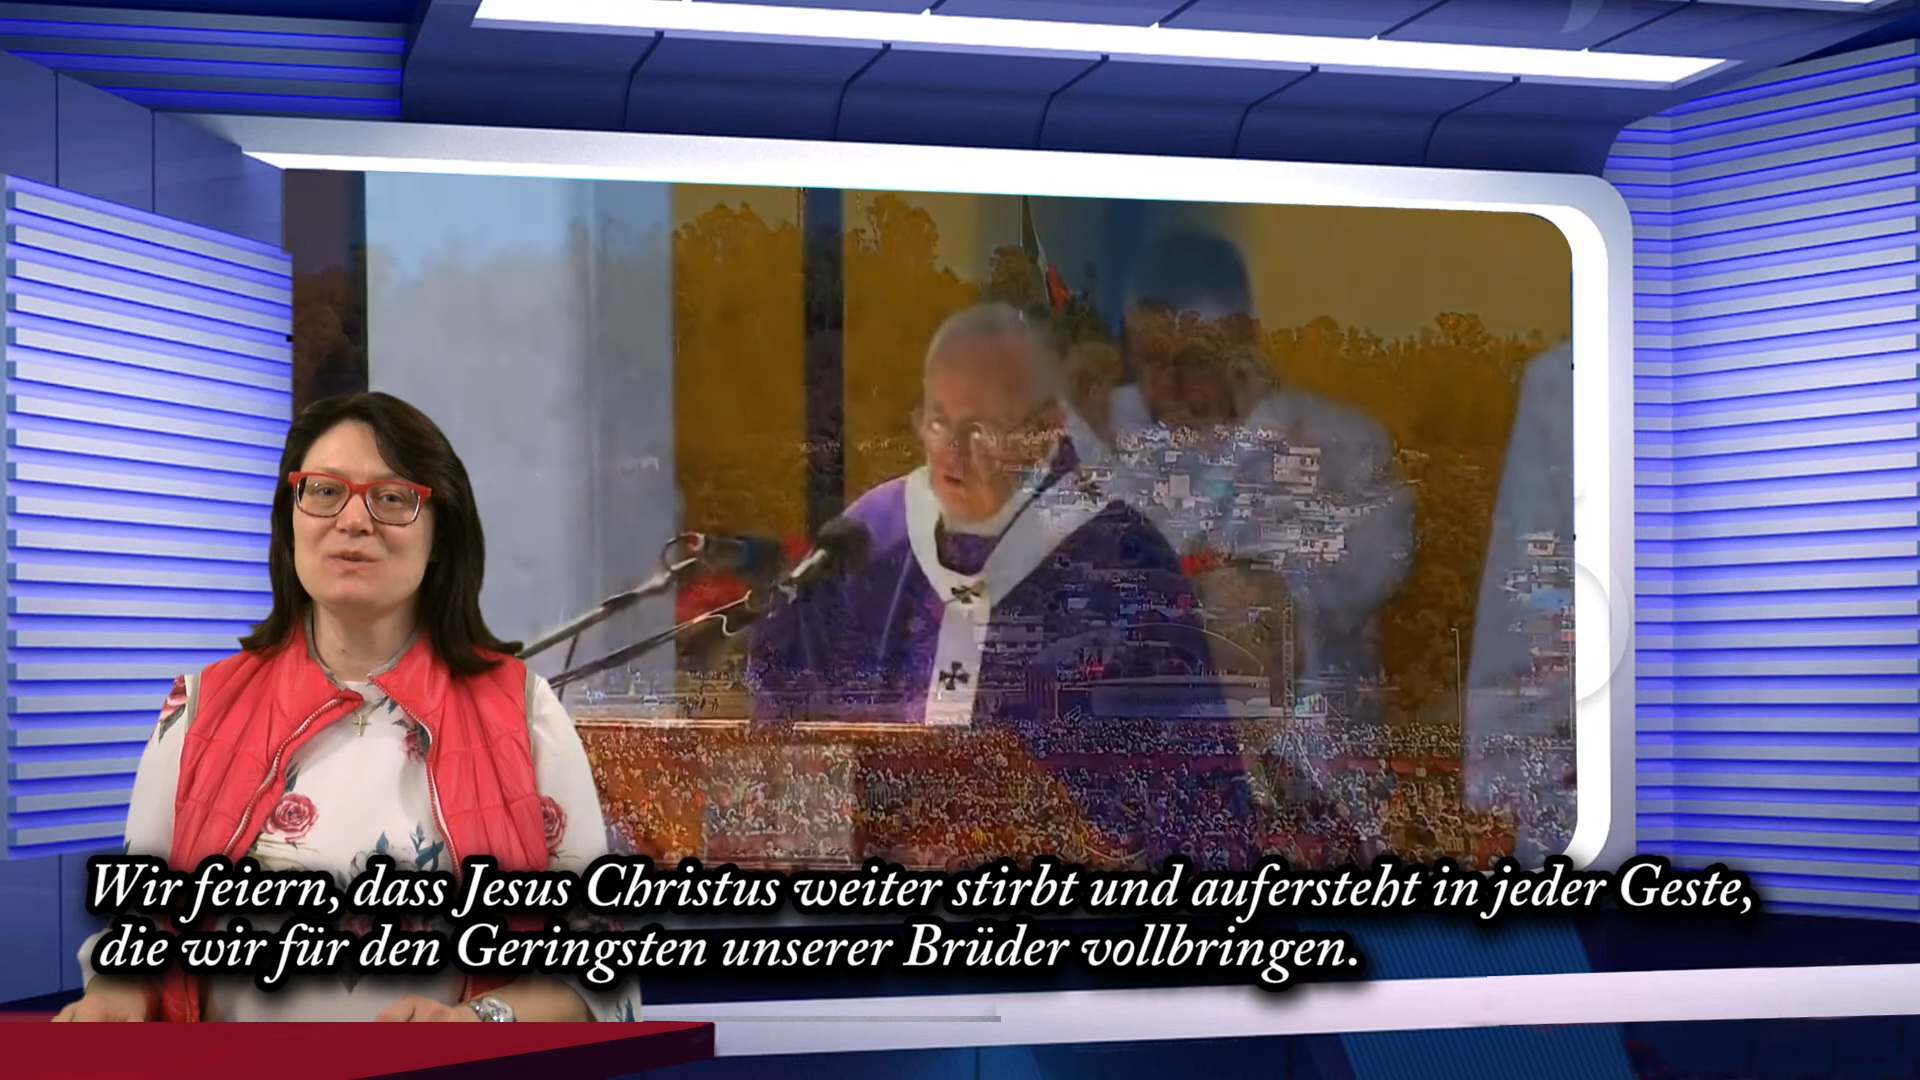 Wir feiern, dass Jesus Christus weiter stirbt und aufersteht in jeder Geste,
die wir für den Geringsten unserer Brüder vollbringen.